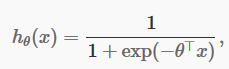 hθ(x) = 1 / (1 + exp(−θ⊤x)),